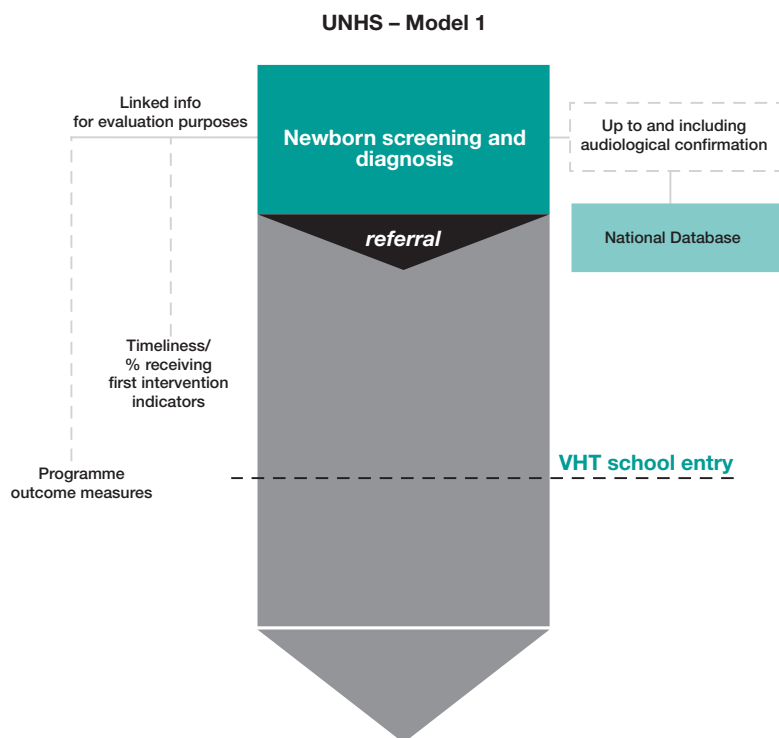 UNHS – Model 1
Linked info
for evaluation purposes
Newborn screening and
diagnosis
Up to and including
audiological confirmation
referral
National Database
Timeliness/
% receiving
first intervention
indicators
VHT school entry
Programme
outcome measures